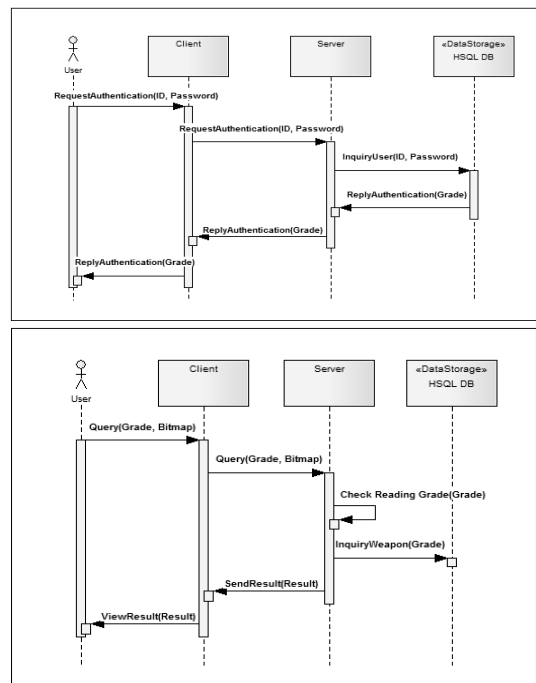 Client
Server
«DataStorage»
HSQL DB
User
RequestAuthentication(ID, Password)
RequestAuthentication(ID, Password)
InquiryUser(ID, Password)
ReplyAuthentication(Grade)
ReplyAuthentication(Grade)
ReplyAuthentication(Grade)
Client
Server
«DataStorage»
HSQL DB
User
Query(Grade, Bitmap)
Query(Grade, Bitmap)
Check Reading Grade(Grade)
InquiryWeapon(Grade)
SendResult(Result)
ViewResult(Result)